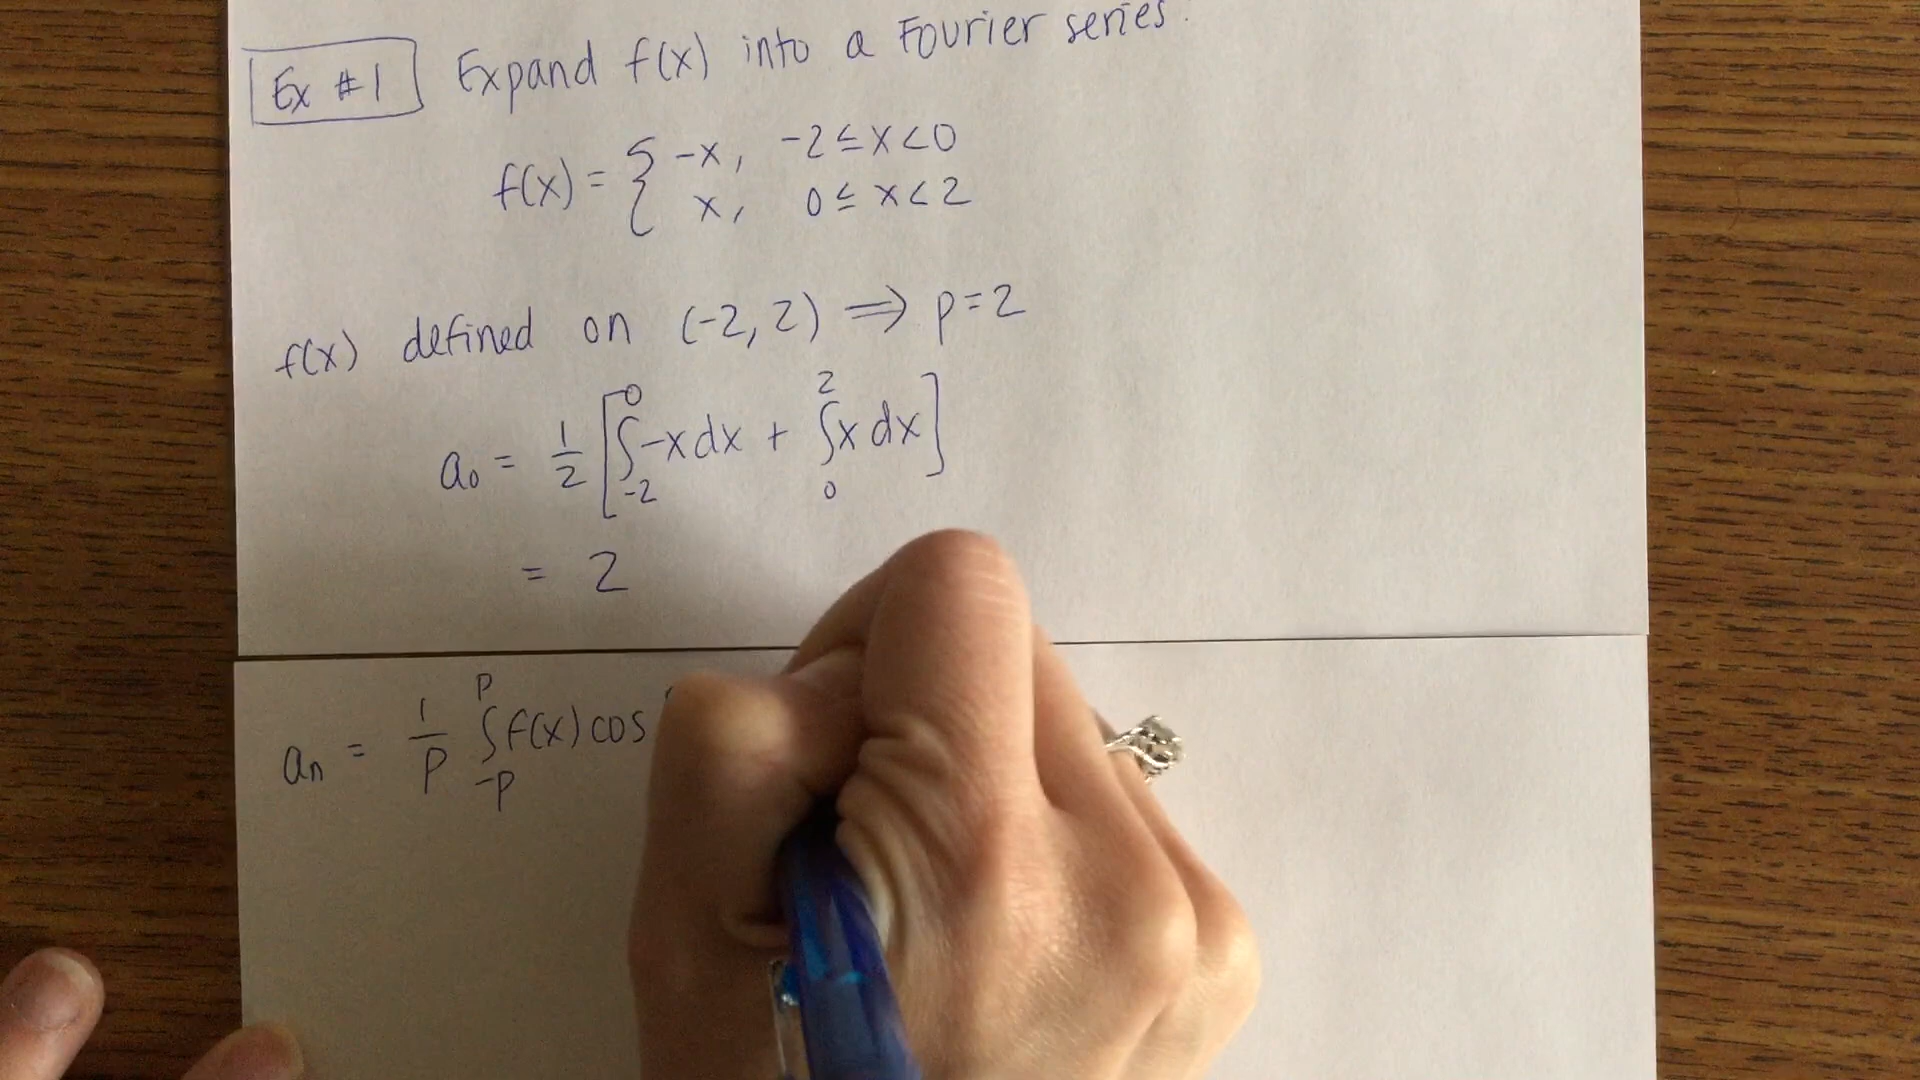 Ex #1 Expand f(x) into a Fourier series.
f(x) = { -x, -2 ≤ x < 0
x, 0 ≤ x < 2
f(x) defined on (-2, 2) ⟹ p = 2
a₀ = 1/2 [∫₋₂⁰ -x dx + ∫₀² x dx]
= 2
aₙ = 1/p ∫₋ₚᵖ f(x) cos